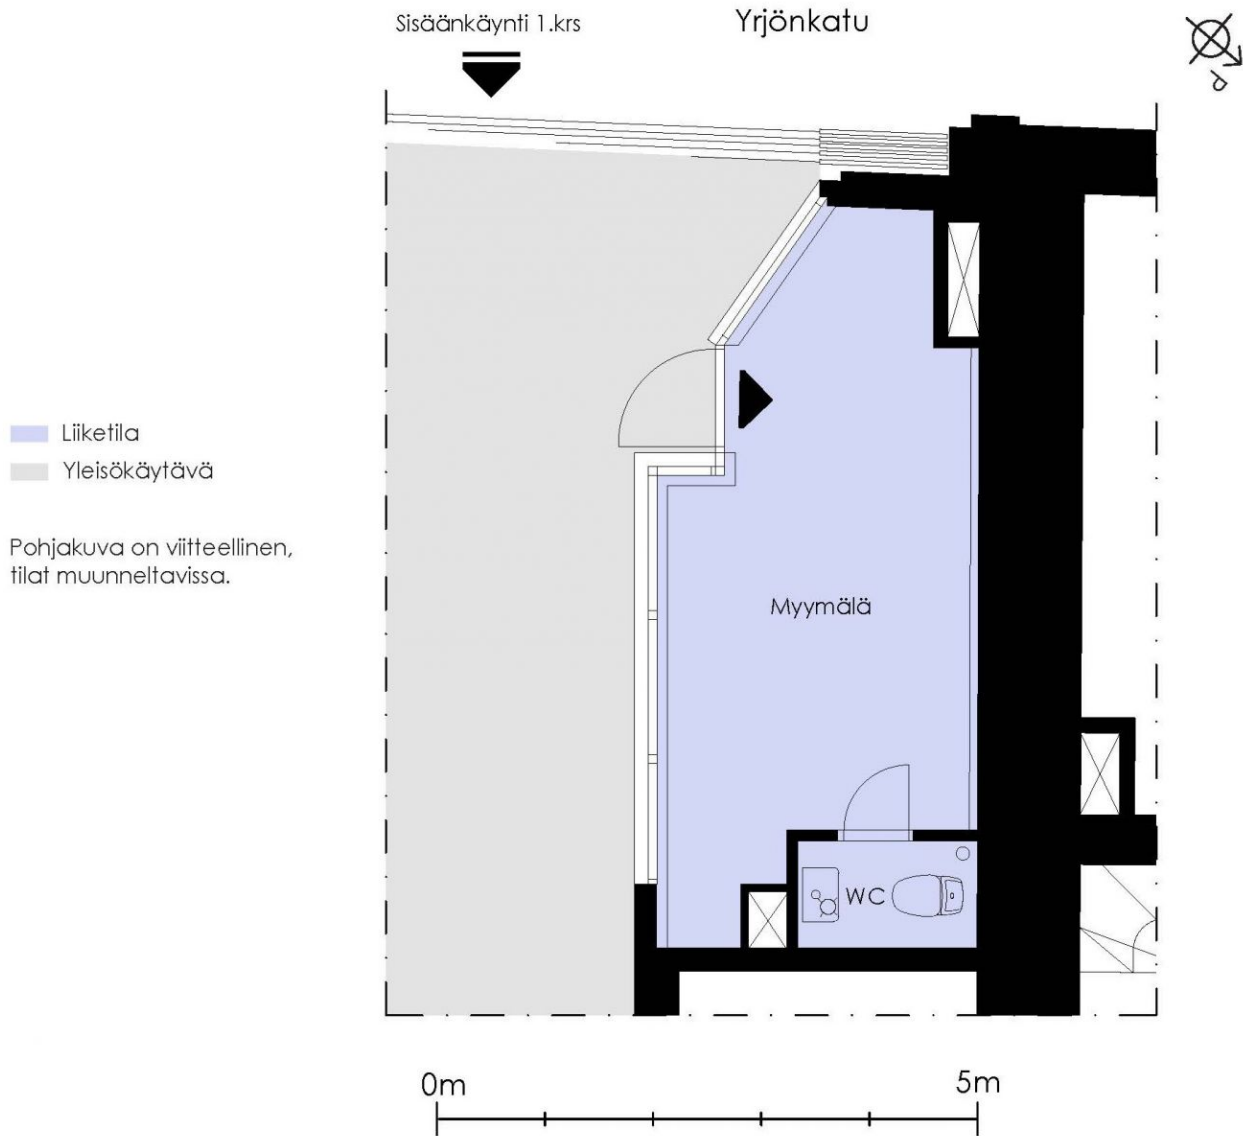 Sisäänkäynti 1.krs
Yrjönkatu
P
Liiketila
Yleisökäytävä
Pohjakuva on viitteellinen,
tilat muunneltavissa.
Myymälä
WC
0m
5m